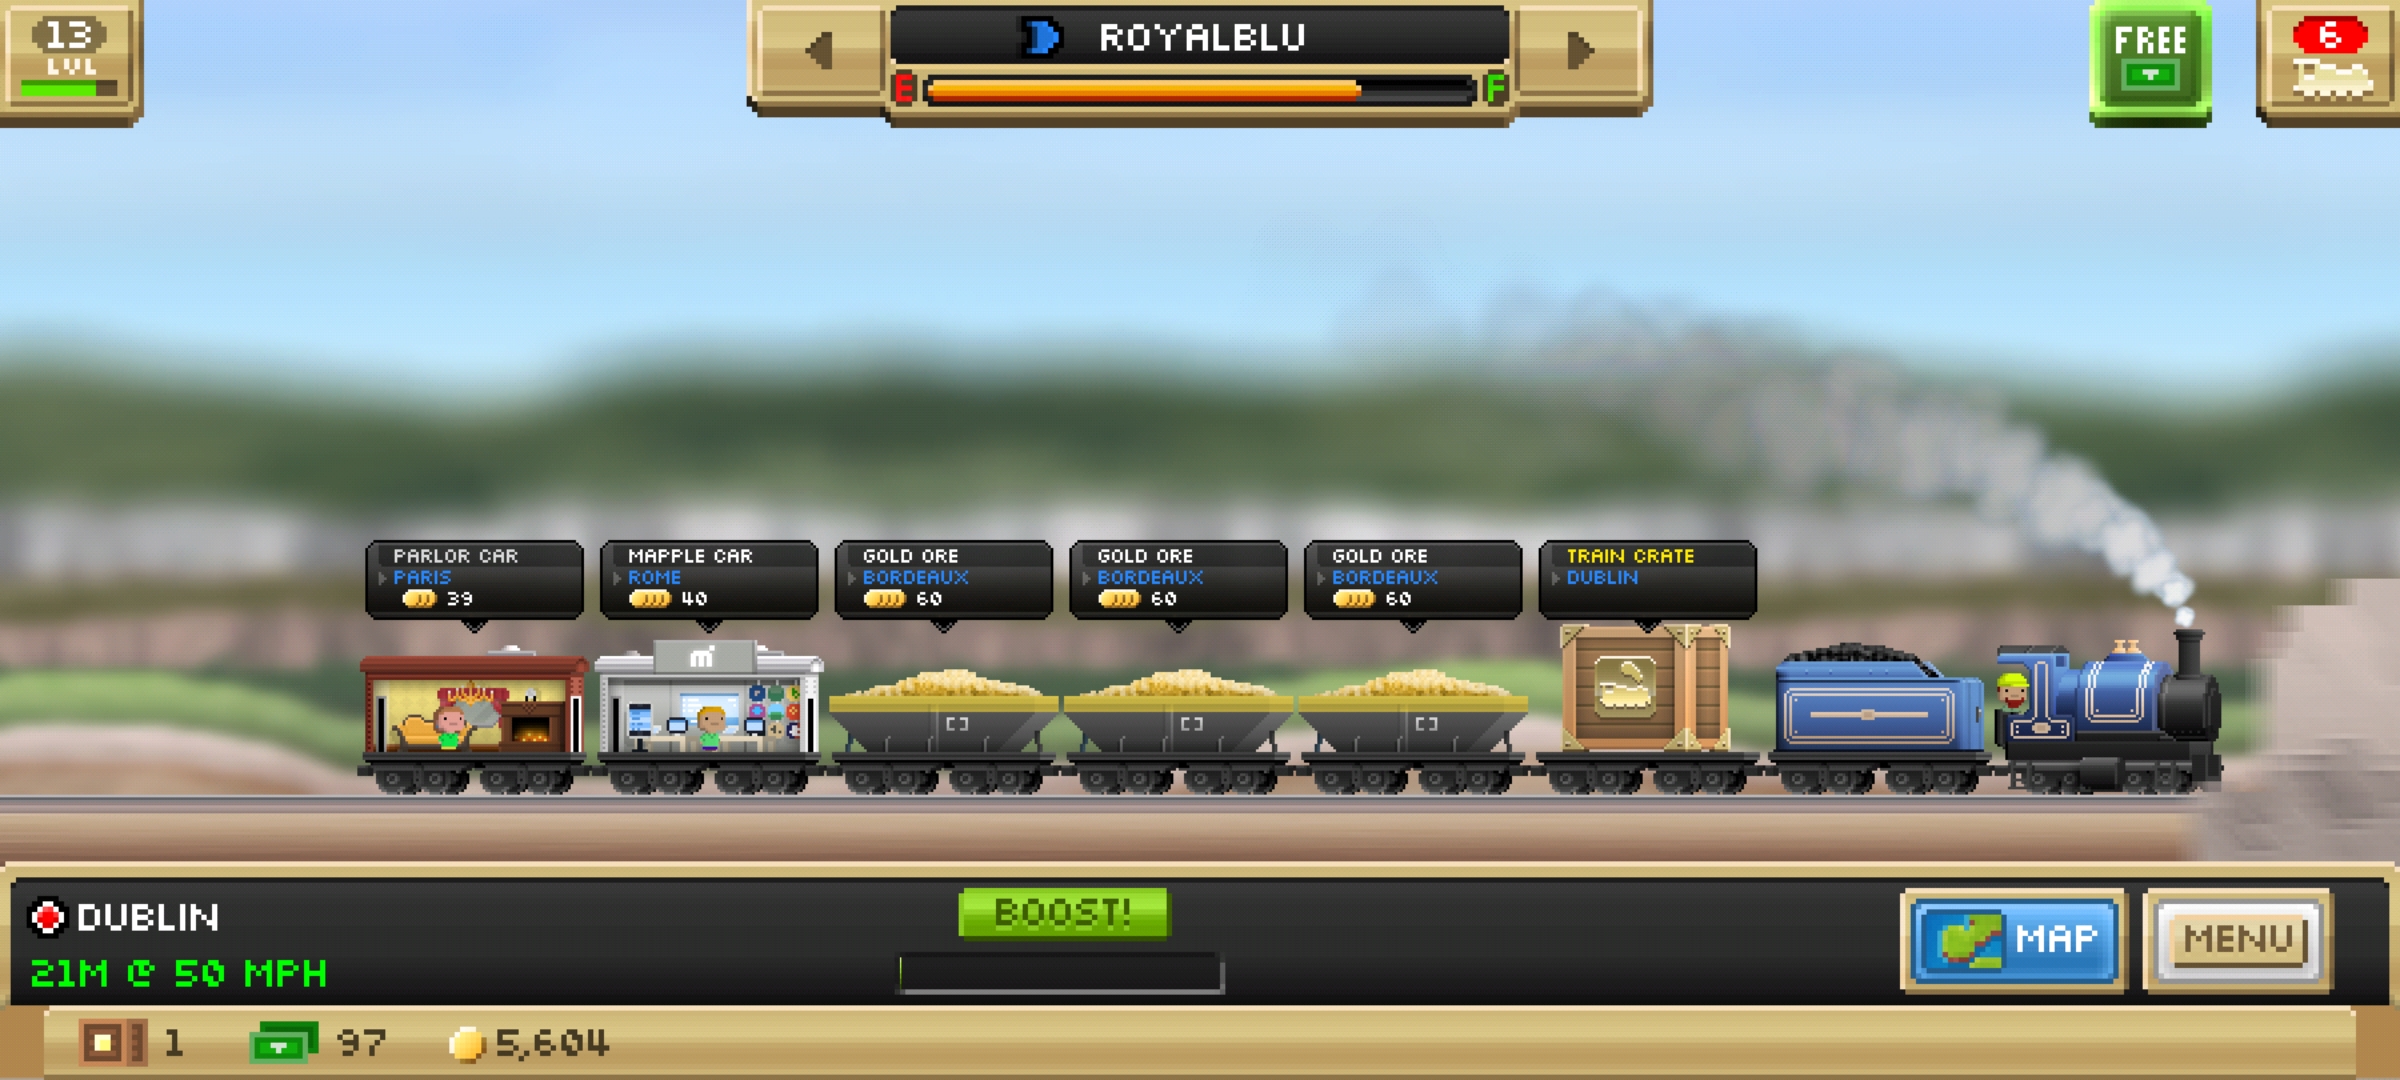 13
LVL
ROYALBLU
E F
FREE
6
PARLOR CAR
PARIS
39
MAPPLE CAR
ROME
40
GOLD ORE
BORDEAUX
60
GOLD ORE
BORDEAUX
60
GOLD ORE
BORDEAUX
60
TRAIN CRATE
DUBLIN
m
DUBLIN
21M @ 50 MPH
BOOST!
MAP
MENU
1
97
5,604